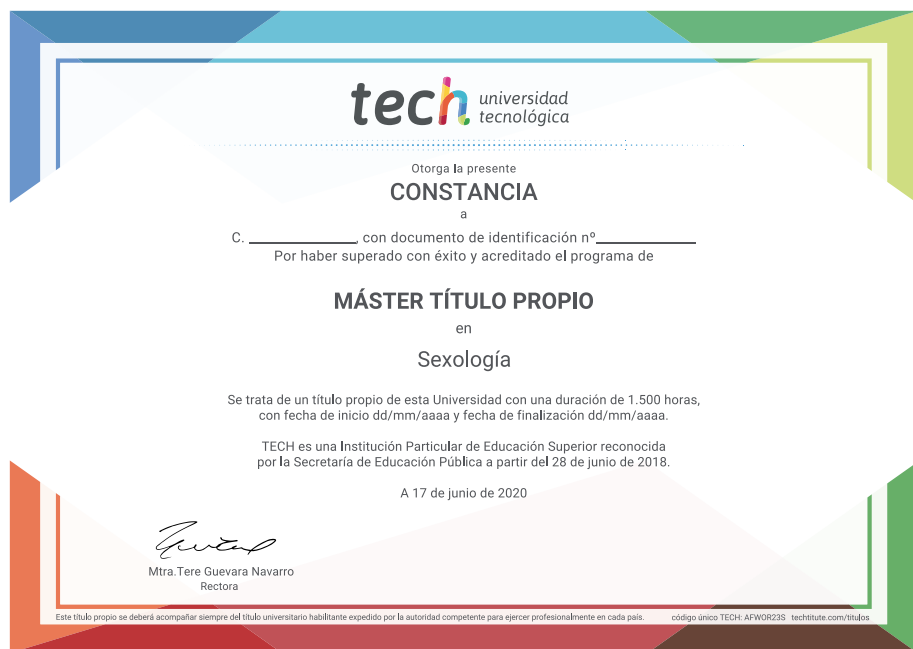 tech universidad
tecnológica
Otorga la presente
CONSTANCIA
a
C. ____________, con documento de identificación nº____________
Por haber superado con éxito y acreditado el programa de
MÁSTER TÍTULO PROPIO
en
Sexología
Se trata de un título propio de esta Universidad con una duración de 1.500 horas,
con fecha de inicio dd/mm/aaaa y fecha de finalización dd/mm/aaaa.
TECH es una Institución Particular de Educación Superior reconocida
por la Secretaría de Educación Pública a partir del 28 de junio de 2018.
A 17 de junio de 2020
Mtra.Tere Guevara Navarro
Rectora
Este título propio se deberá acompañar siempre del título universitario habilitante expedido por la autoridad competente para ejercer profesionalmente en cada país. código único TECH: AFWOR23S techtitute.com/titulos